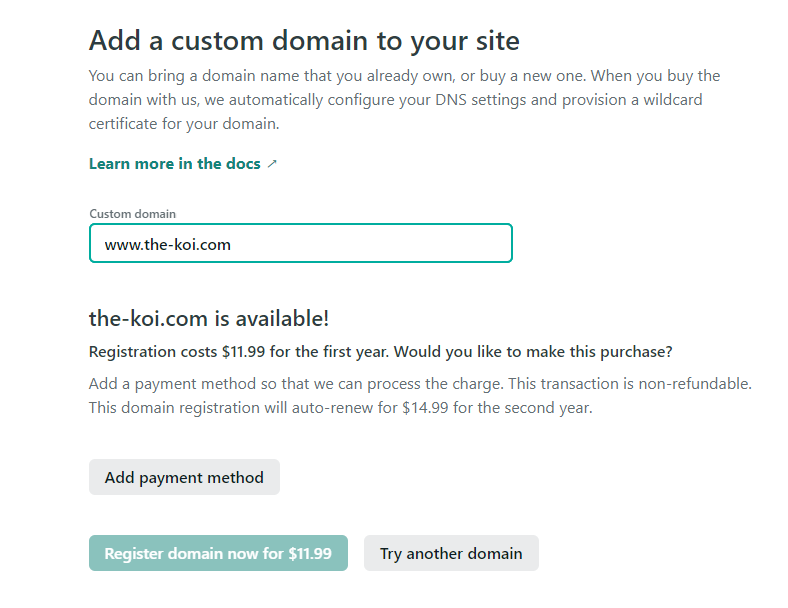 Add a custom domain to your site
You can bring a domain name that you already own, or buy a new one. When you buy the
domain with us, we automatically configure your DNS settings and provision a wildcard
certificate for your domain.
Learn more in the docs ↗
Custom domain
www.the-koi.com
the-koi.com is available!
Registration costs $11.99 for the first year. Would you like to make this purchase?
Add a payment method so that we can process the charge. This transaction is non-refundable.
This domain registration will auto-renew for $14.99 for the second year.
Add payment method
Register domain now for $11.99
Try another domain